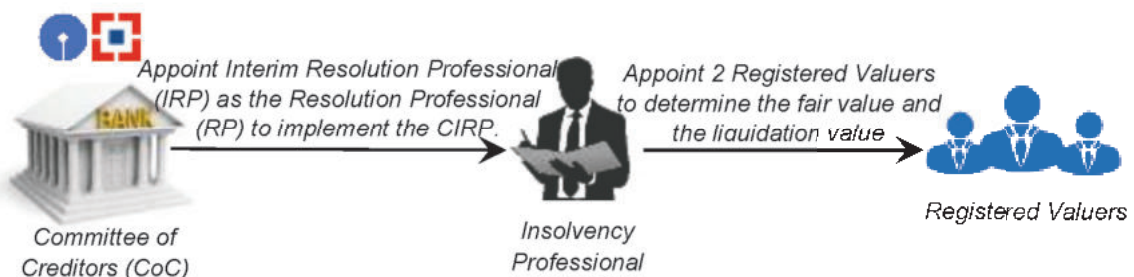 BANK
Appoint Interim Resolution Professional
(IRP) as the Resolution Professional
(RP) to implement the CIRP.
Committee of
Creditors (CoC)
Insolvency
Professional
Appoint 2 Registered Valuers
to determine the fair value and
the liquidation value
Registered Valuers